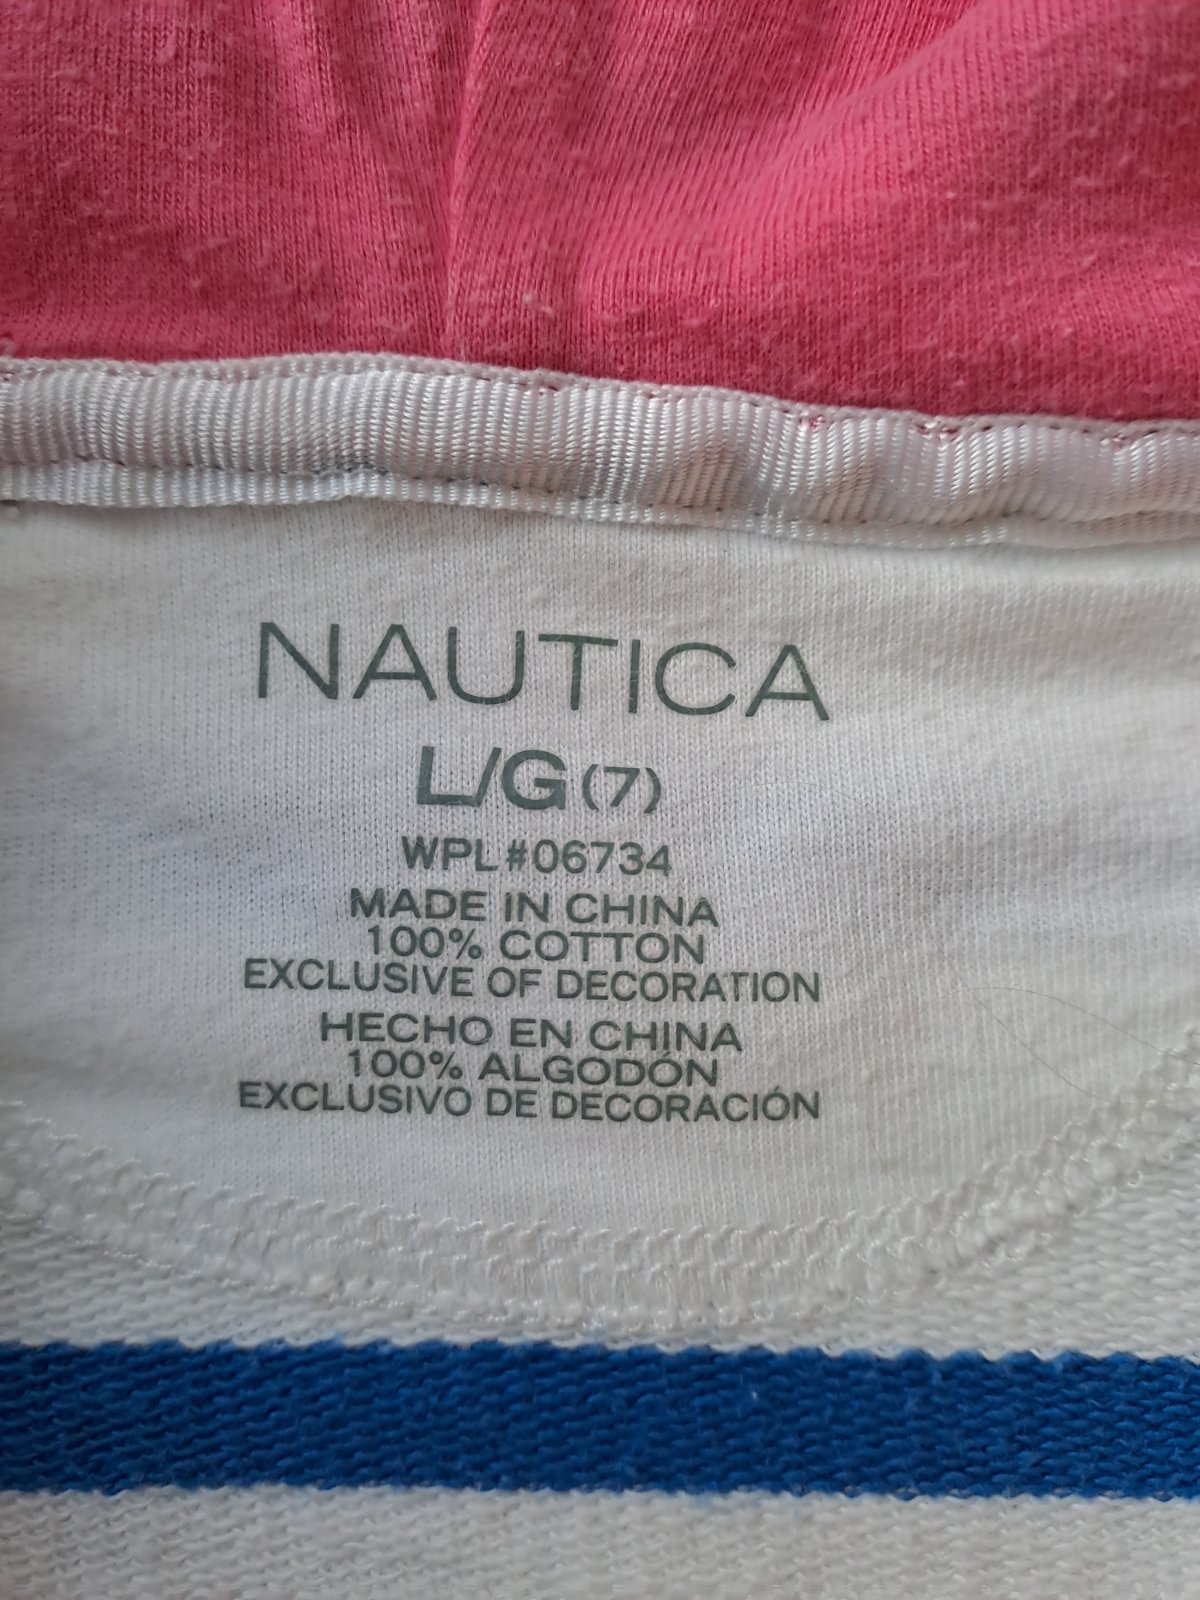 NAUTICA
L/G (7)
WPL #06734
MADE IN CHINA
100% COTTON
EXCLUSIVE OF DECORATION
HECHO EN CHINA
100% ALGODÓN
EXCLUSIVO DE DECORACIÓN